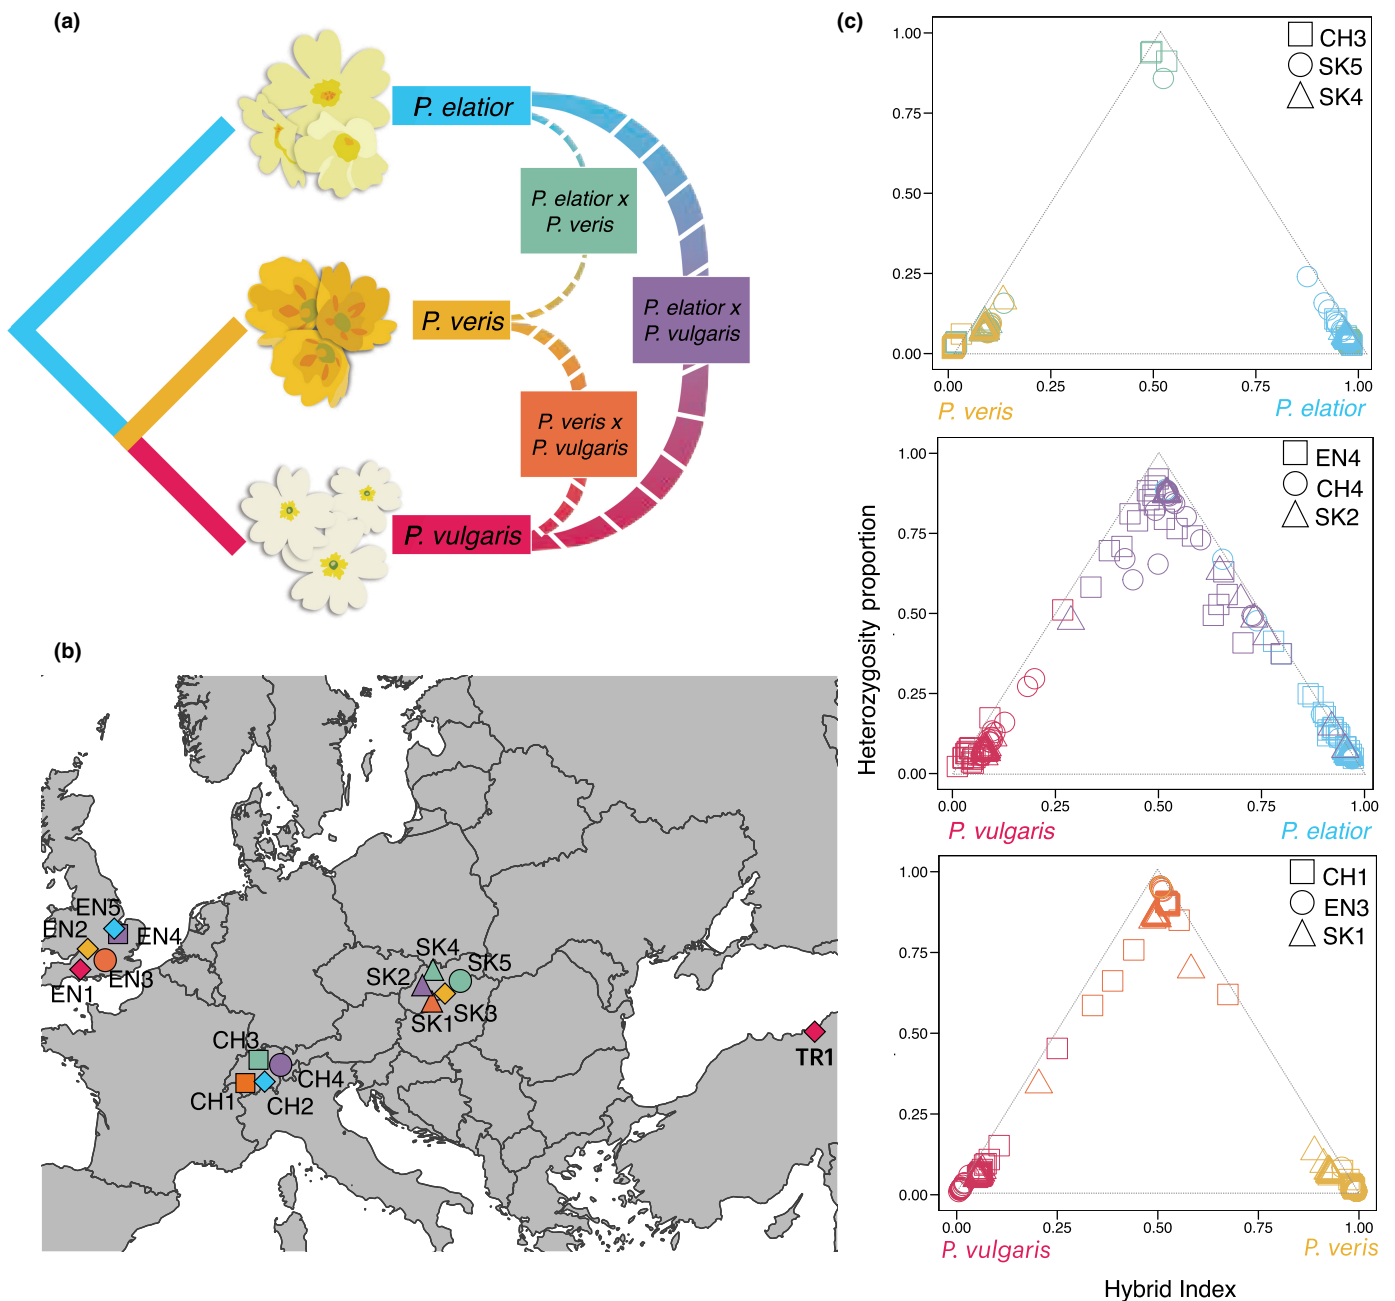 (a)
P. elatior
P. elatior x
P. veris
P. elatior x
P. vulgaris
P. veris
P. veris x
P. vulgaris
P. vulgaris
(b)
EN5
EN2
EN4
EN3
EN1
SK4
SK5
SK2
SK1
SK3
CH3
CH4
CH1
CH2
TR1
(c)
CH3
SK5
SK4
1.00
0.75
0.50
0.25
0.00
0.00 0.25 0.50 0.75 1.00
P. veris
P. elatior
EN4
CH4
SK2
1.00
0.75
0.50
0.25
0.00
0.00 0.25 0.50 0.75 1.00
P. vulgaris
P. elatior
Heterozygosity proportion
CH1
EN3
SK1
1.00
0.75
0.50
0.25
0.00
0.00 0.25 0.50 0.75 1.00
P. vulgaris
P. veris
Hybrid Index